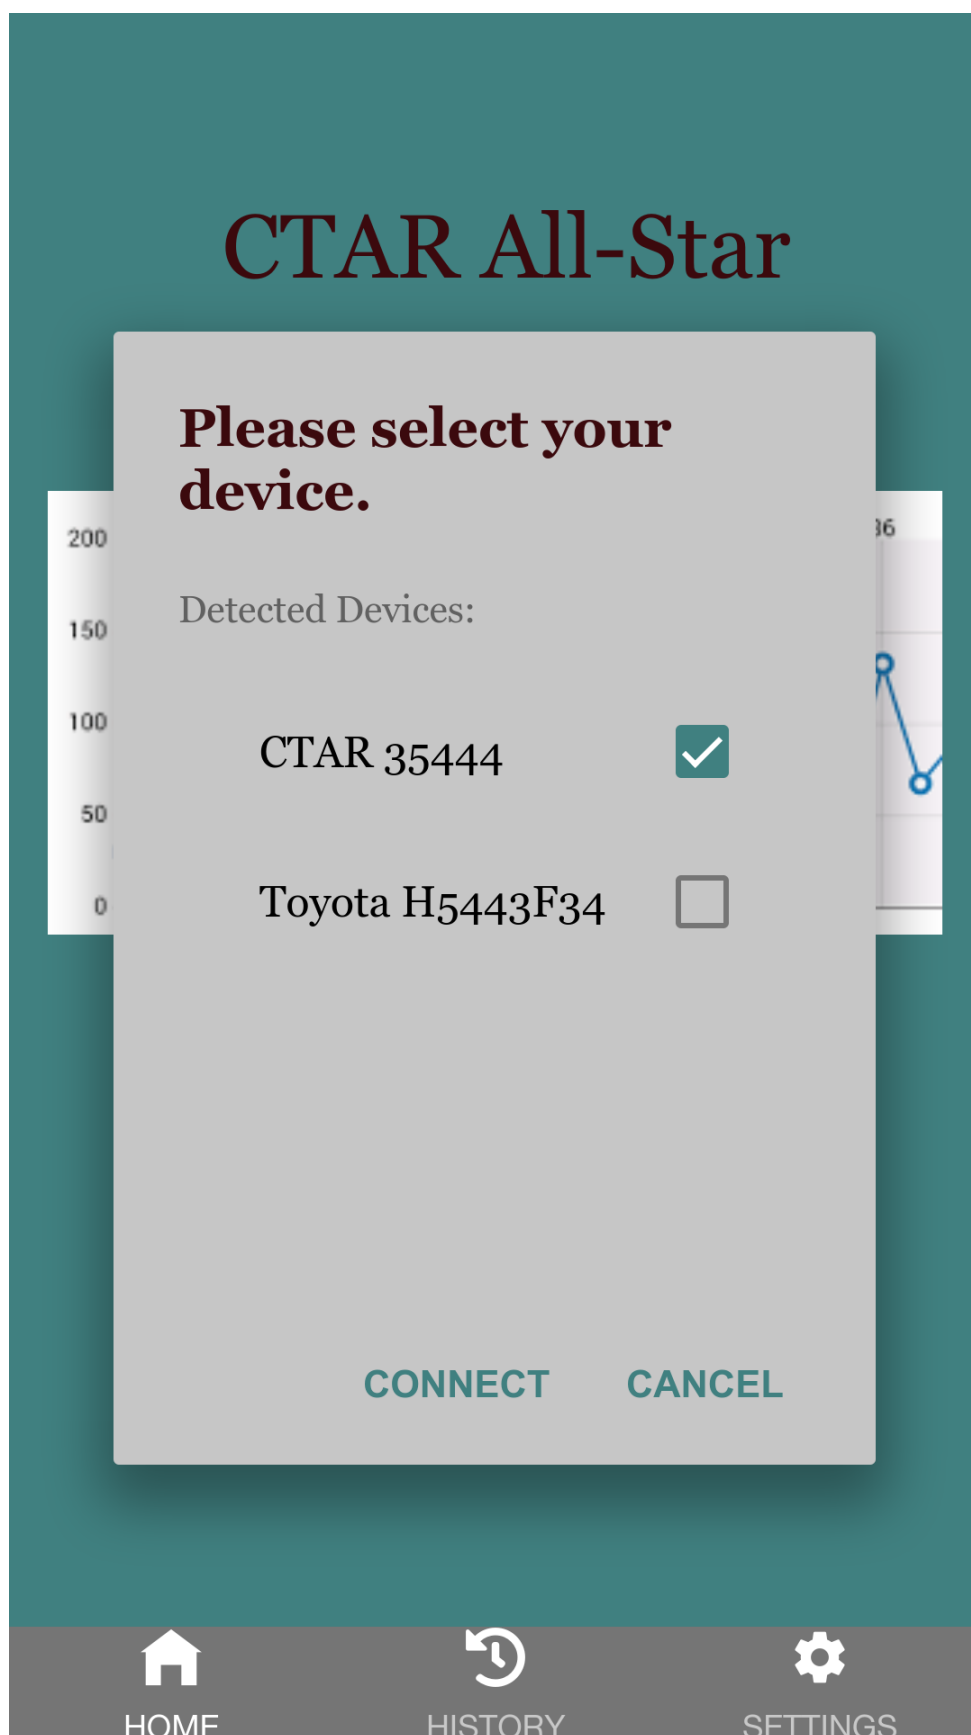 CTAR All-Star
Please select your
device.
Detected Devices:
CTAR 35444
Toyota H5443F34
CONNECT CANCEL
200
150
100
50
0
HOME HISTORY SETTINGS